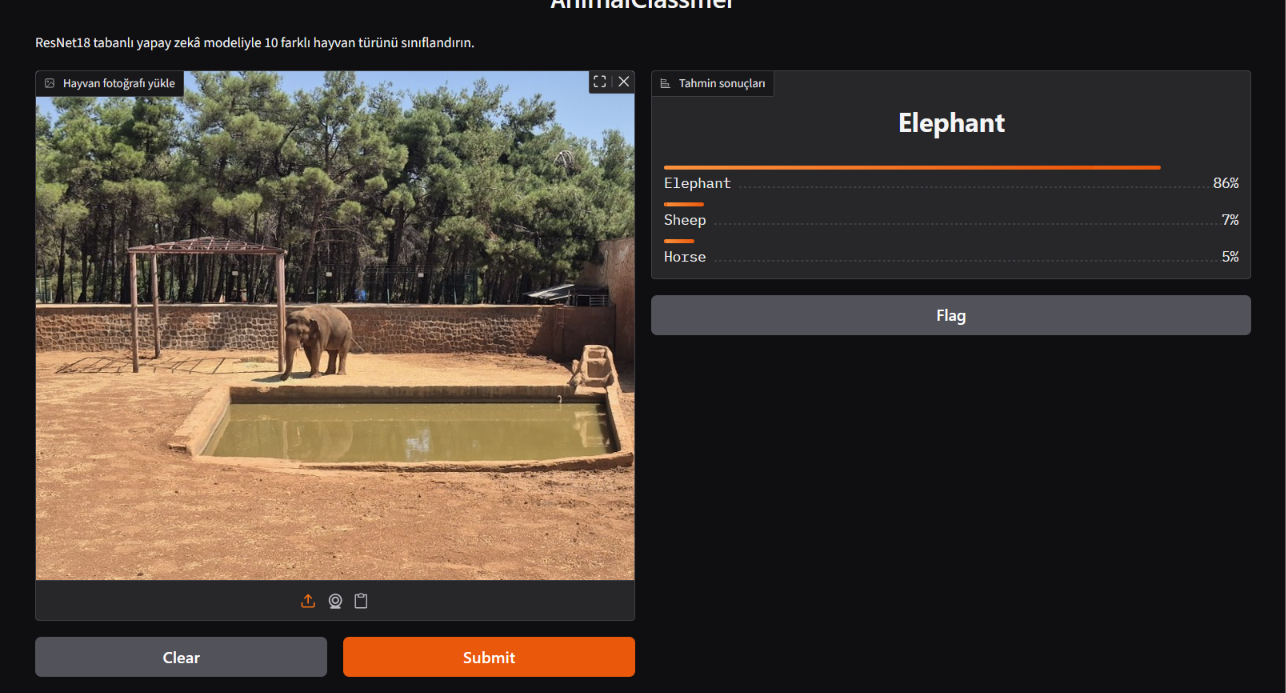 AnimalClassifier
ResNet18 tabanlı yapay zekâ modeliyle 10 farklı hayvan türünü sınıflandırın.
Hayvan fotoğrafı yükle
Clear
Submit
Tahmin sonuçları
Elephant
Elephant 86%
Sheep 7%
Horse 5%
Flag